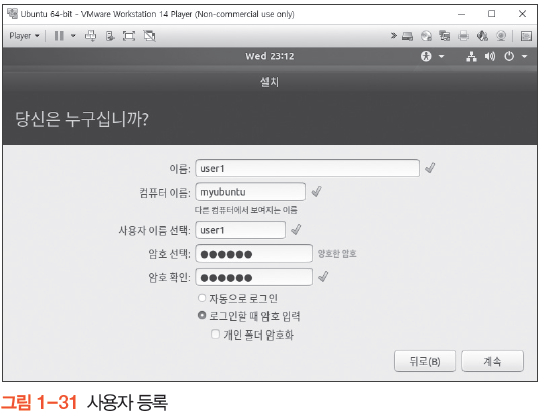 Ubuntu 64-bit - VMware Workstation 14 Player (Non-commercial use only)
Player
Wed 23:12
설치
당신은 누구십니까?
이름: user1
컴퓨터 이름: myubuntu
다른 컴퓨터에서 보여지는 이름
사용자 이름 선택: user1
암호 선택: ●●●●●●  양호한 암호
암호 확인: ●●●●●●
자동으로 로그인
로그인할 때 암호 입력
개인 폴더 암호화
뒤로(B) 계속
그림 1-31 사용자 등록